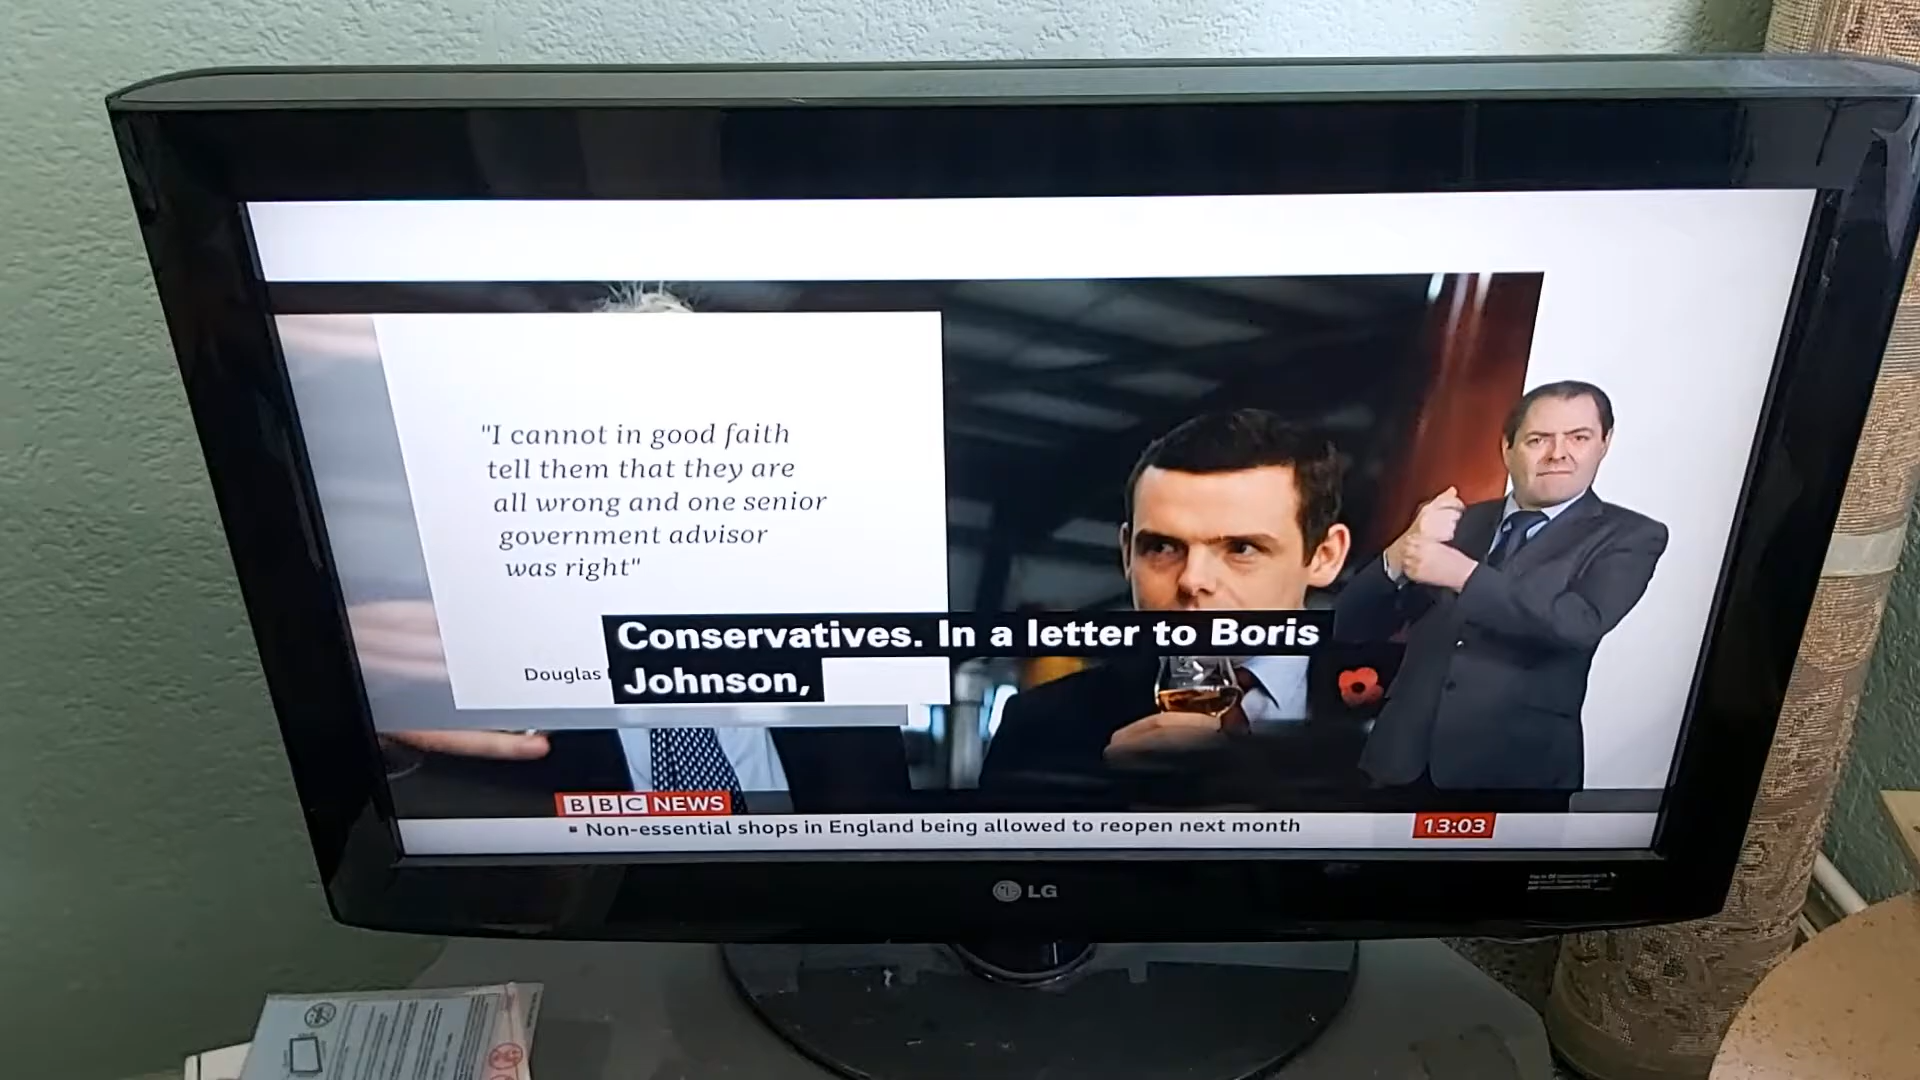 "I cannot in good faith
tell them that they are
all wrong and one senior
government advisor
was right"
Conservatives. In a letter to Boris
Johnson,
Douglas
BBC NEWS
Non-essential shops in England being allowed to reopen next month
13:03
LG